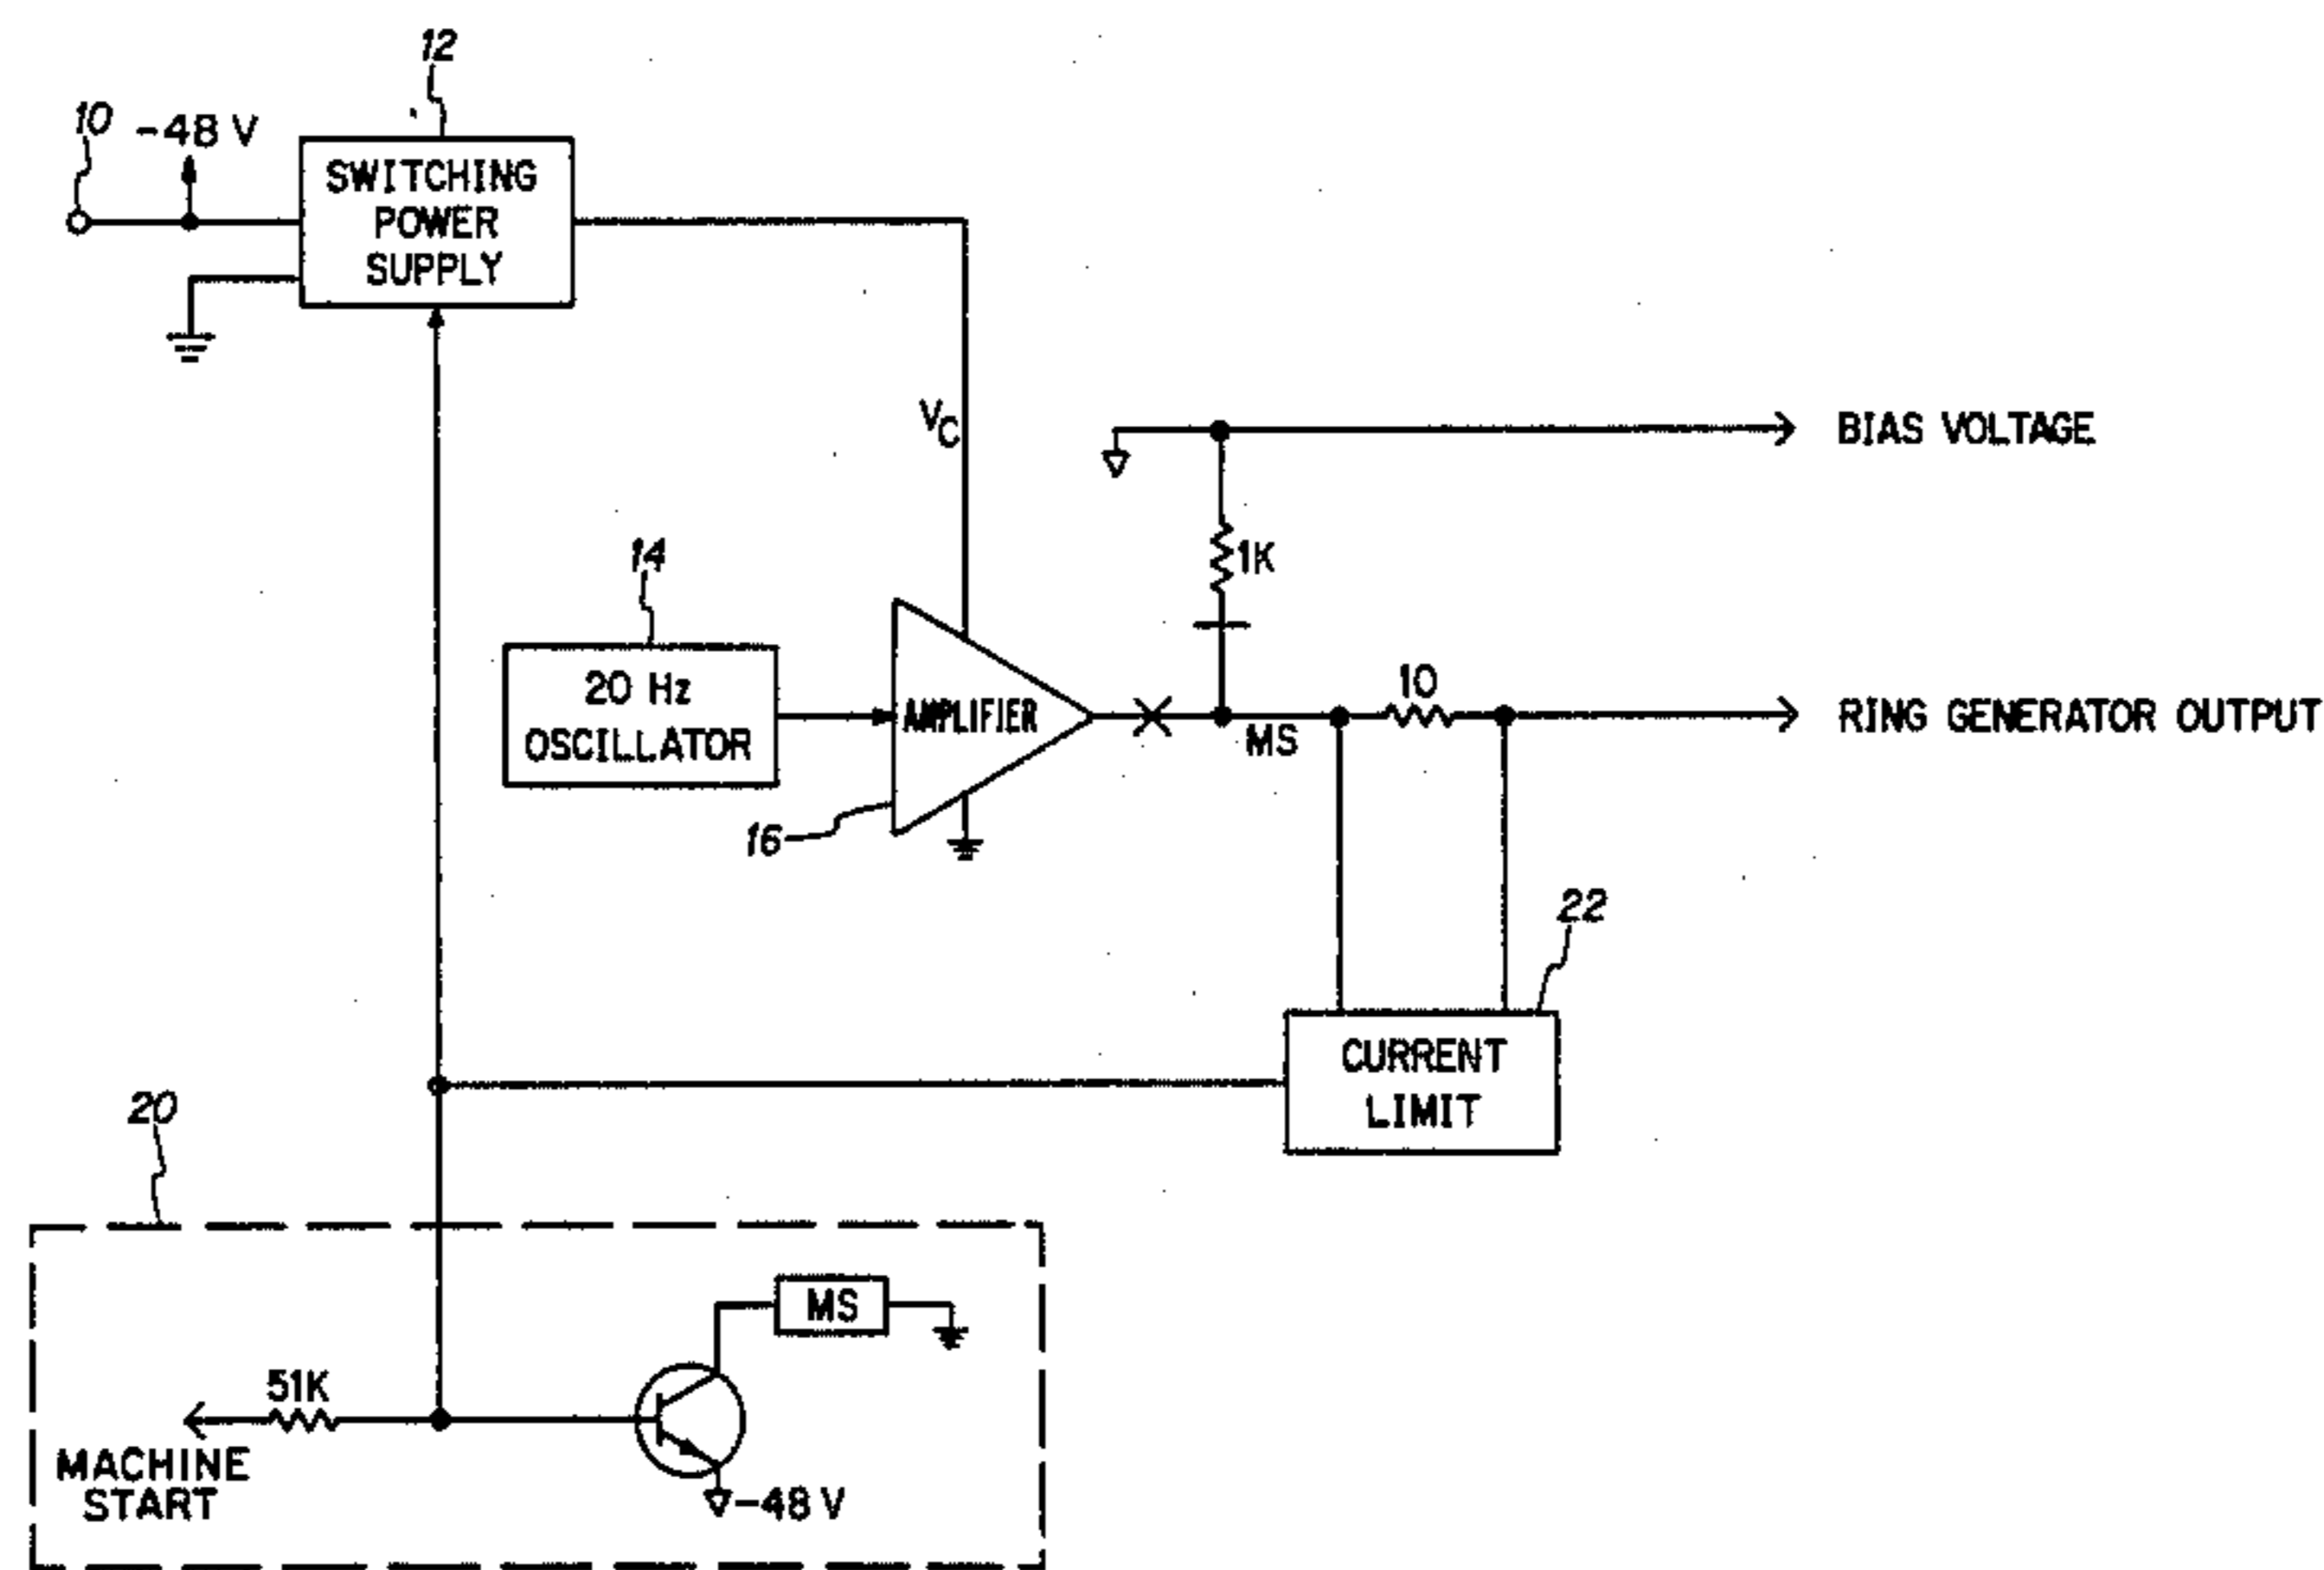 12
10
-48 V
SWITCHING
POWER
SUPPLY
VC
BIAS VOLTAGE
1K
14
20 Hz
OSCILLATOR
AMPLIFIER
10
MS
RING GENERATOR OUTPUT
16
22
CURRENT
LIMIT
20
MS
51K
MACHINE
START
-48 V